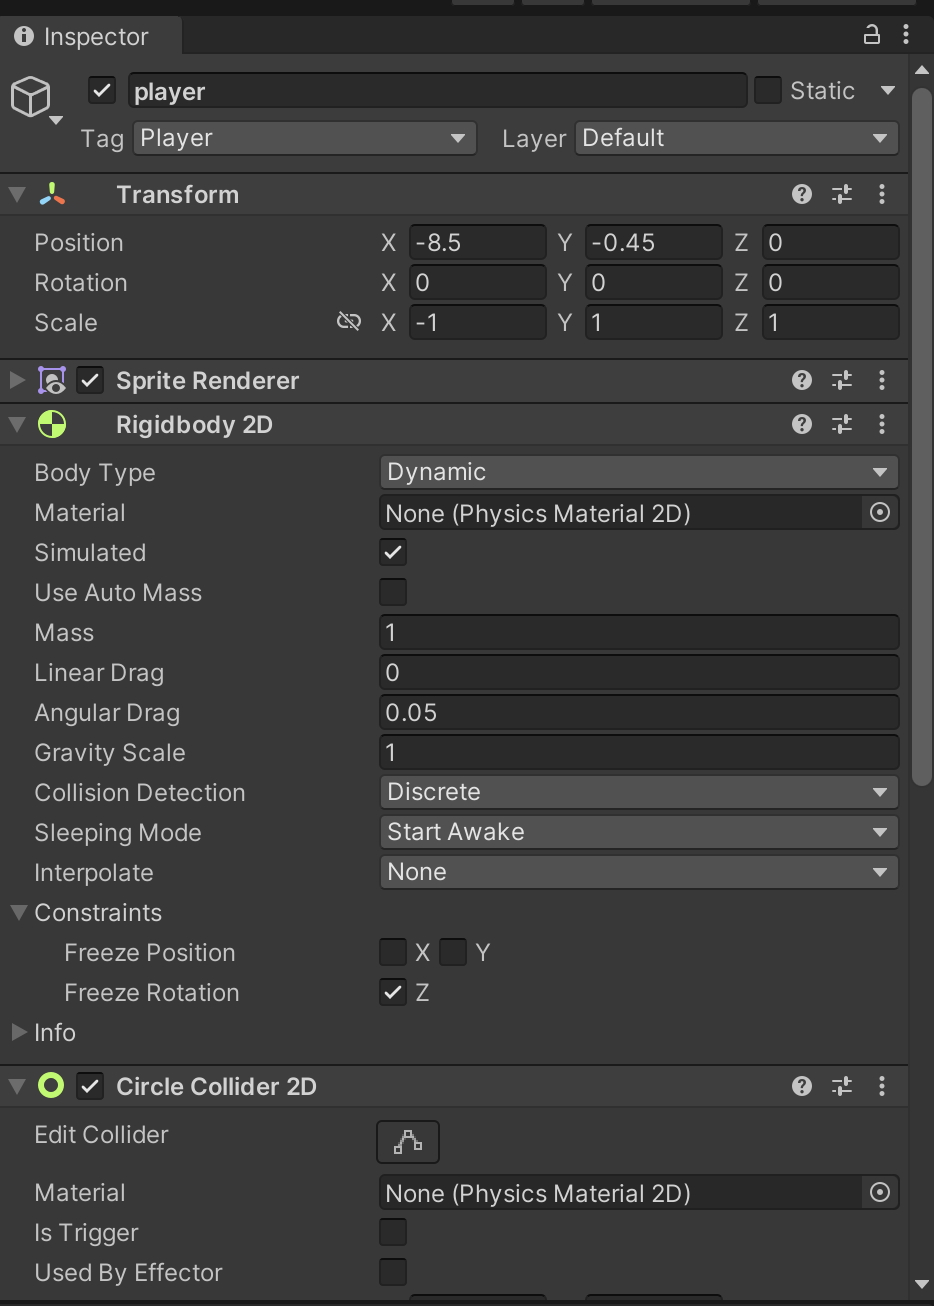 Inspector
player Static
Tag Player Layer Default
Transform
Position X -8.5 Y -0.45 Z 0
Rotation X 0 Y 0 Z 0
Scale X -1 Y 1 Z 1
Sprite Renderer
Rigidbody 2D
Body Type Dynamic
Material None (Physics Material 2D)
Simulated
Use Auto Mass
Mass 1
Linear Drag 0
Angular Drag 0.05
Gravity Scale 1
Collision Detection Discrete
Sleeping Mode Start Awake
Interpolate None
Constraints
Freeze Position X Y
Freeze Rotation Z
Info
Circle Collider 2D
Edit Collider
Material None (Physics Material 2D)
Is Trigger
Used By Effector